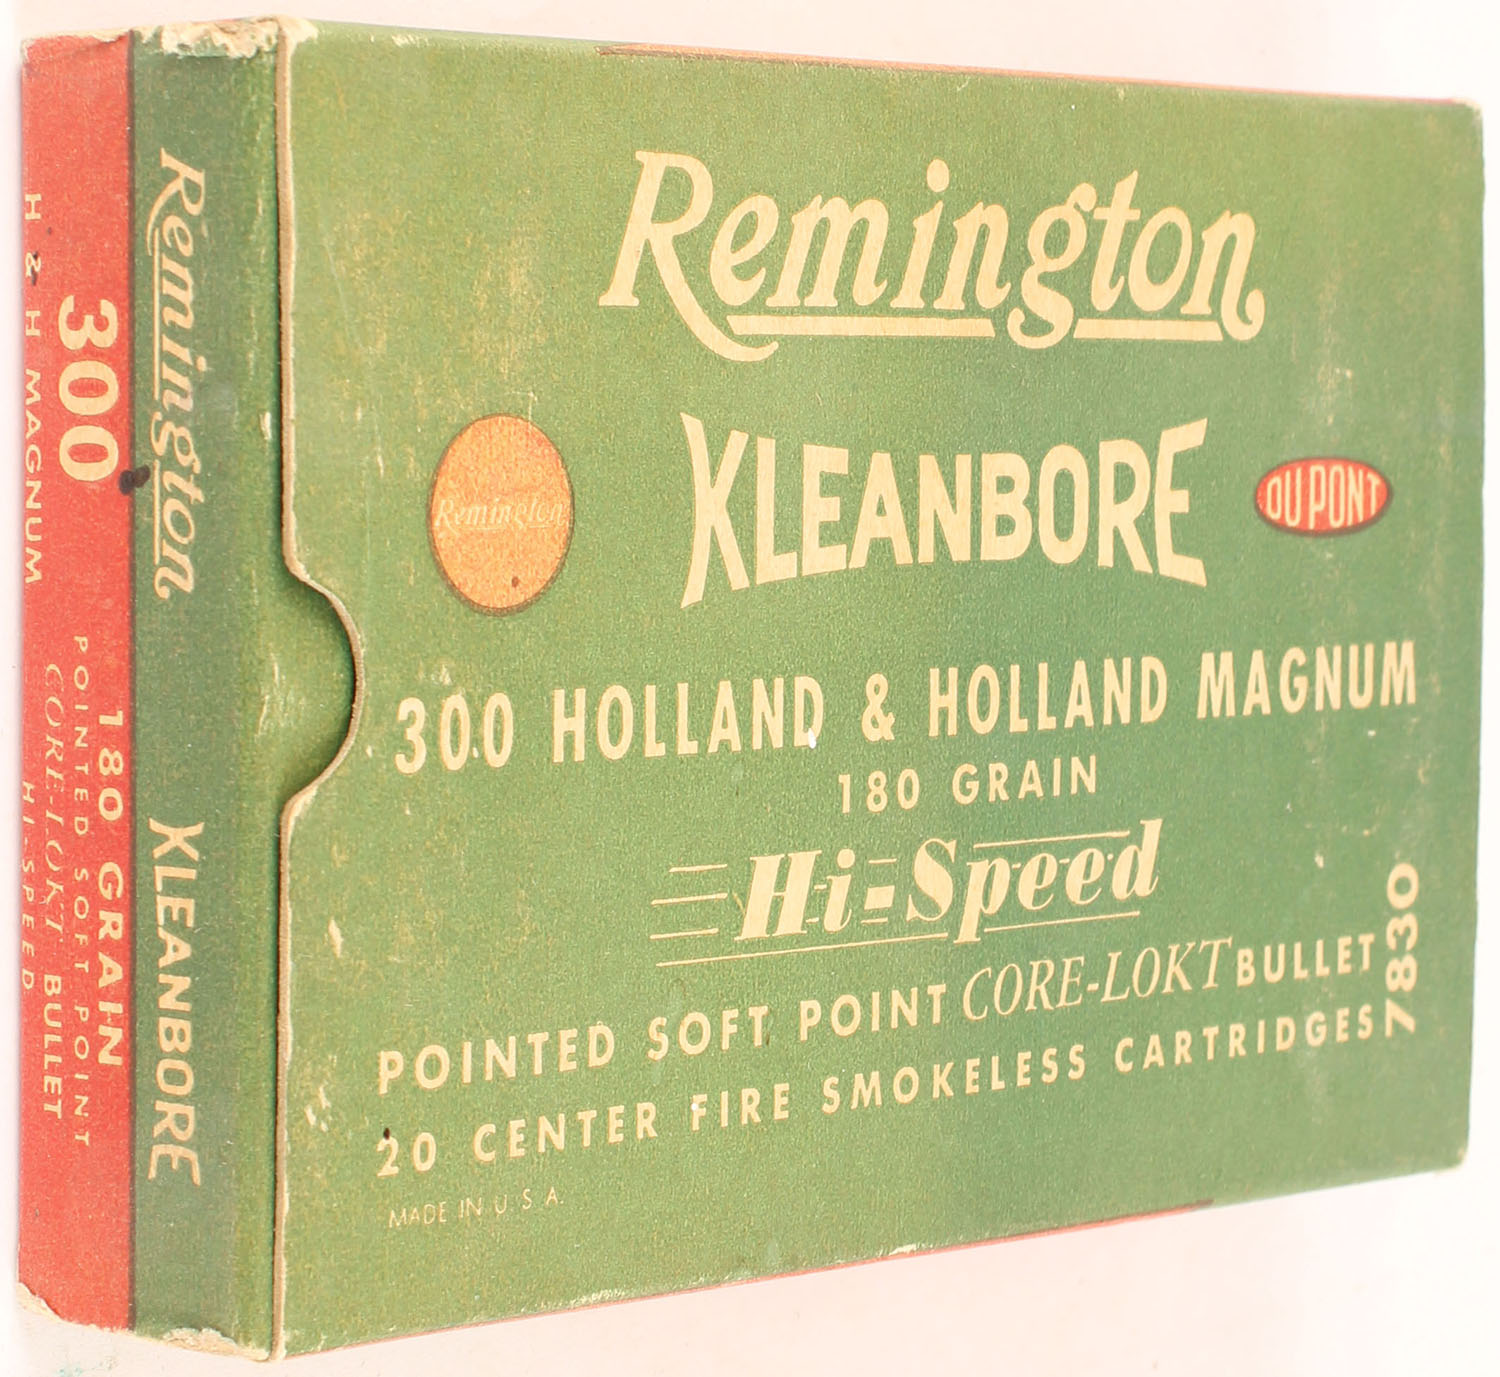 Remington
KLEANBORE
Remington
DU PONT
300 HOLLAND & HOLLAND MAGNUM
180 GRAIN
Hi-Speed
POINTED SOFT POINT CORE-LOKT BULLET
20 CENTER FIRE SMOKELESS CARTRIDGES
7830
MADE IN U.S.A.
Remington KLEANBORE
300 180 GRAIN
POINTED SOFT POINT
H & H MAGNUM CORE-LOKT BULLET
HI-SPEED